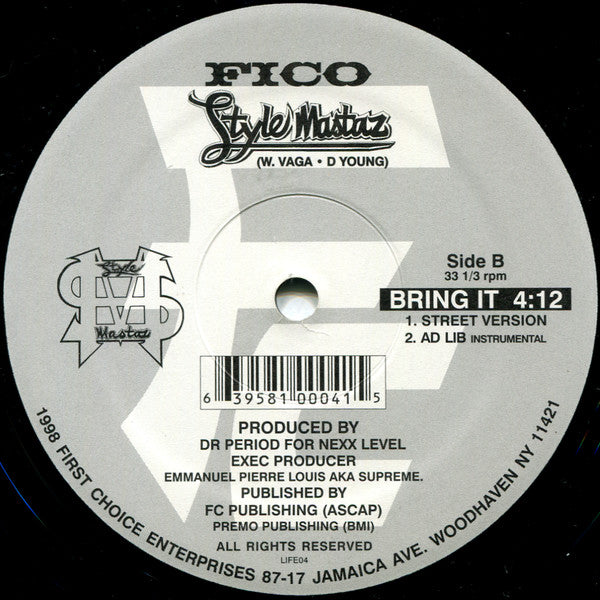 FICO
Style Mastaz
(W. VAGA • D YOUNG)
Style
SM
Mastaz
Side B
33 1/3 rpm
BRING IT 4:12
1. STREET VERSION
2. AD LIB INSTRUMENTAL
6 39581 00041 5
PRODUCED BY
DR PERIOD FOR NEXX LEVEL
EXEC PRODUCER
EMMANUEL PIERRE LOUIS AKA SUPREME.
PUBLISHED BY
FC PUBLISHING (ASCAP)
PREMO PUBLISHING (BMI)
ALL RIGHTS RESERVED
LIFE04
1998 FIRST CHOICE ENTERPRISES 87-17 JAMAICA AVE. WOODHAVEN NY 11421